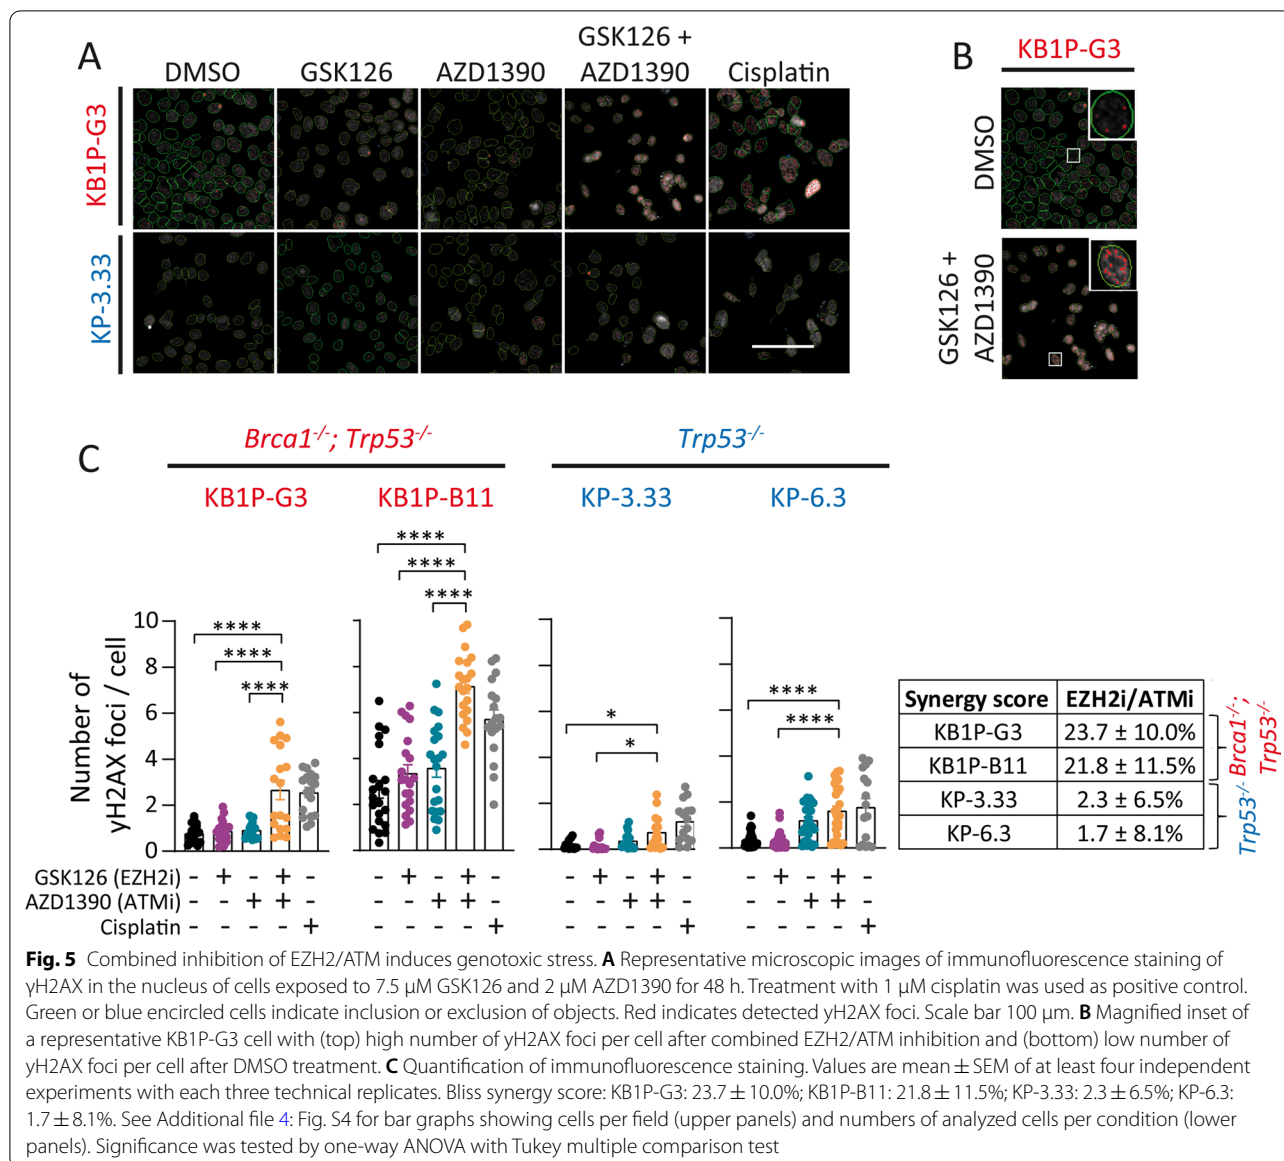 A
DMSO GSK126 AZD1390 GSK126 + AZD1390 Cisplatin
KB1P-G3
KP-3.33
B
KB1P-G3
DMSO
GSK126 +
AZD1390
C
Brca1-/-; Trp53-/- Trp53-/-
KB1P-G3 KB1P-B11 KP-3.33 KP-6.3
Number of
γH2AX foci / cell
10
8
6
4
2
0
**** **** ****
**** **** ****
* *
**** ****
GSK126 (EZH2i) - + - + - - + - + - - + - + - - + - + -
AZD1390 (ATMi) - - + + - - - + + - - - + + - - - + + -
Cisplatin - - - - + - - - - + - - - - + - - - - +
Synergy score EZH2i/ATMi
KB1P-G3 23.7 ± 10.0%
KB1P-B11 21.8 ± 11.5%
KP-3.33 2.3 ± 6.5%
KP-6.3 1.7 ± 8.1%
Brca1-/-;
Trp53-/-
Trp53-/-
Fig. 5 Combined inhibition of EZH2/ATM induces genotoxic stress. A Representative microscopic images of immunofluorescence staining of
γH2AX in the nucleus of cells exposed to 7.5 μM GSK126 and 2 μM AZD1390 for 48 h. Treatment with 1 μM cisplatin was used as positive control.
Green or blue encircled cells indicate inclusion or exclusion of objects. Red indicates detected γH2AX foci. Scale bar 100 μm. B Magnified inset of
a representative KB1P-G3 cell with (top) high number of γH2AX foci per cell after combined EZH2/ATM inhibition and (bottom) low number of
γH2AX foci per cell after DMSO treatment. C Quantification of immunofluorescence staining. Values are mean ± SEM of at least four independent
experiments with each three technical replicates. Bliss synergy score: KB1P-G3: 23.7 ± 10.0%; KB1P-B11: 21.8 ± 11.5%; KP-3.33: 2.3 ± 6.5%; KP-6.3:
1.7 ± 8.1%. See Additional file 4: Fig. S4 for bar graphs showing cells per field (upper panels) and numbers of analyzed cells per condition (lower
panels). Significance was tested by one-way ANOVA with Tukey multiple comparison test